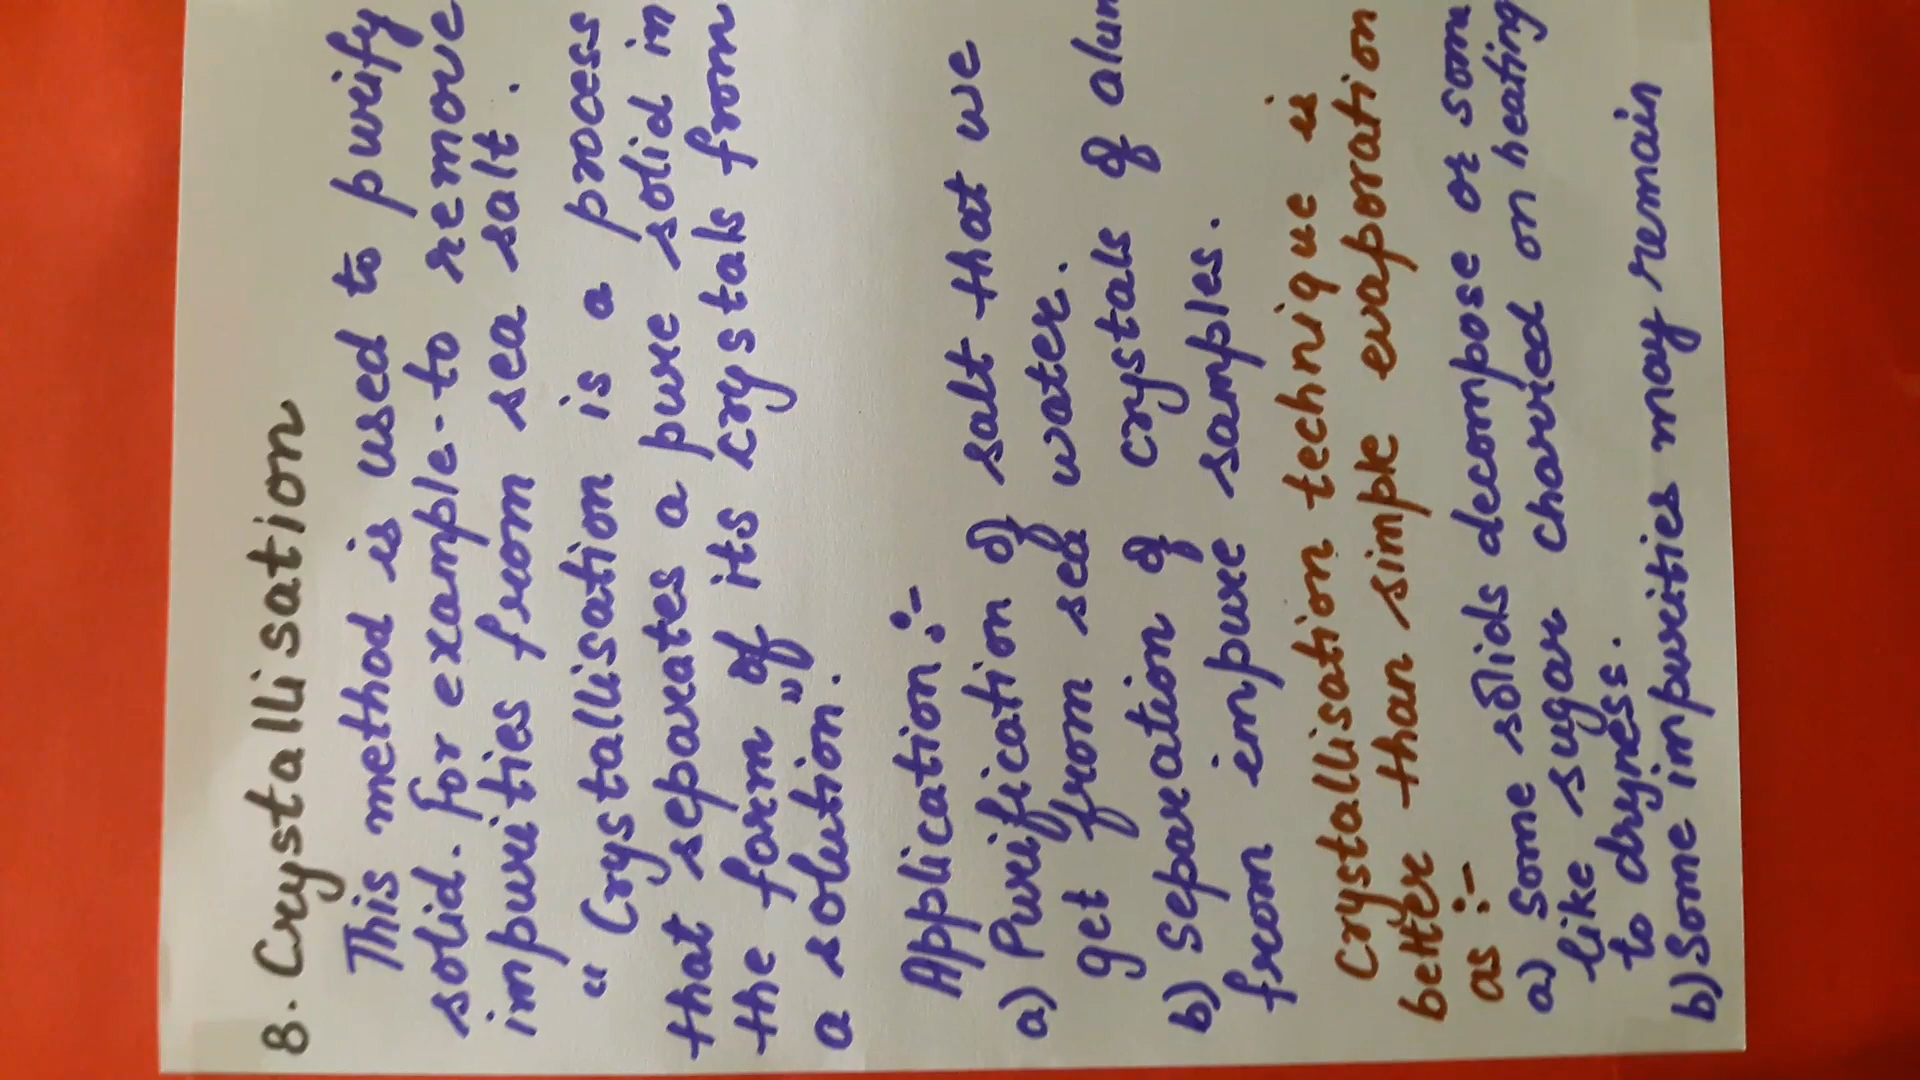 8. Crystallisation
This method is used to purify
solid. for example - to remove
impurities from sea salt.
" Crystallisation is a process
that separates a pure solid in
the form "of its crystals from
a solution".
Application :-
a) Purification of salt that we
get from sea water.
b) Separation of crystals of alum
from impure samples.
Crystallisation technique is
better than simple evaporation
as :-
a) Some solids decompose or some
like sugar charied on heating
to dryness.
b) Some impurities may remain